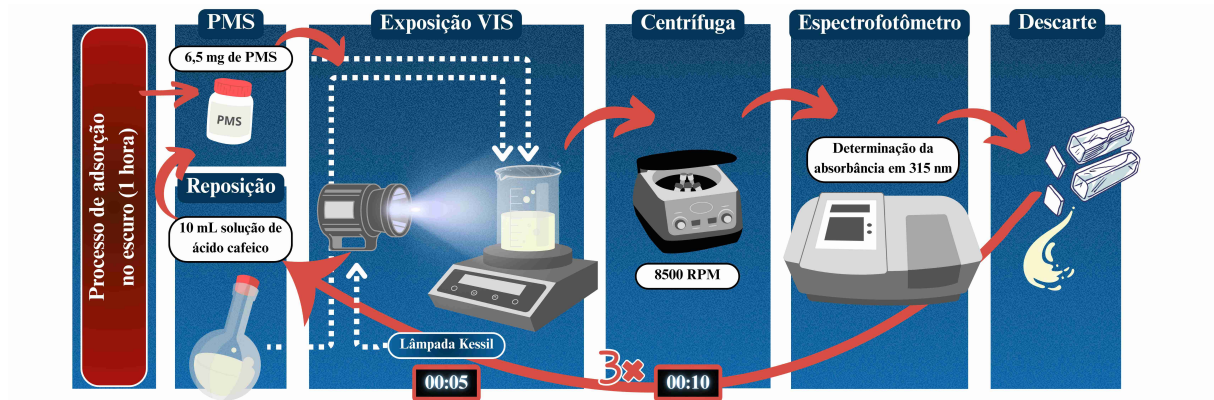 Processo de adsorção
no escuro (1 hora)
PMS
6,5 mg de PMS
PMS
Reposição
10 mL solução de
ácido cafeico
Exposição VIS
Lâmpada Kessil
00:05
3x
00:10
Centrífuga
8500 RPM
Espectrofotômetro
Determinação da
absorbância em 315 nm
Descarte